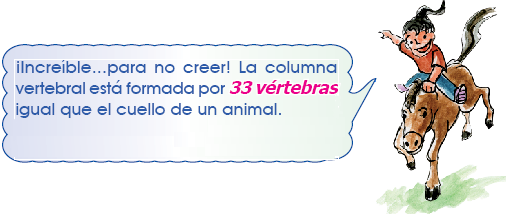 ¡Increíble...para no creer! La columna
vertebral está formada por 33 vértebras
igual que el cuello de un animal.